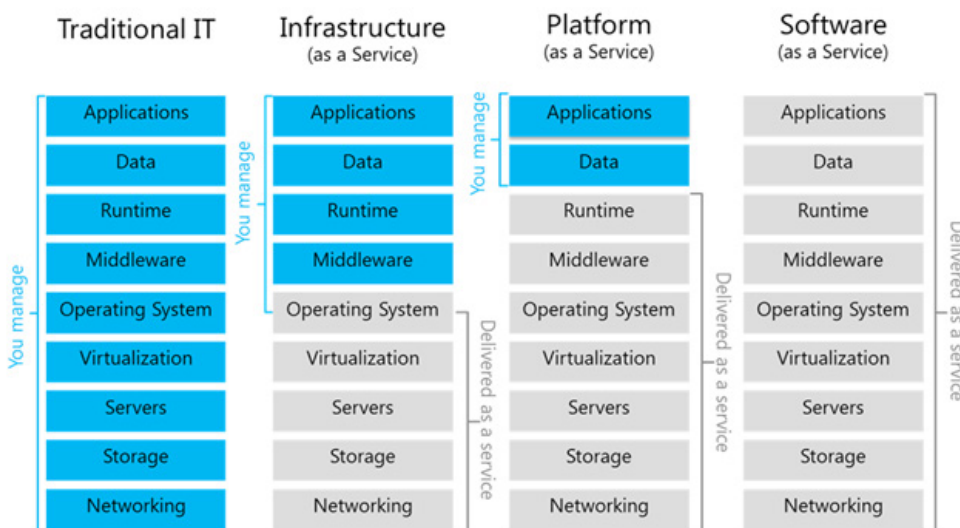 Traditional IT
Infrastructure
(as a Service)
Platform
(as a Service)
Software
(as a Service)
You manage
Applications
Data
Runtime
Middleware
Operating System
Virtualization
Servers
Storage
Networking
You manage
Applications
Data
Runtime
Middleware
Operating System
Virtualization
Servers
Storage
Networking
Delivered as a service
You manage
Applications
Data
Runtime
Middleware
Operating System
Virtualization
Servers
Storage
Networking
Delivered as a service
Applications
Data
Runtime
Middleware
Operating System
Virtualization
Servers
Storage
Networking
Delivered as a service